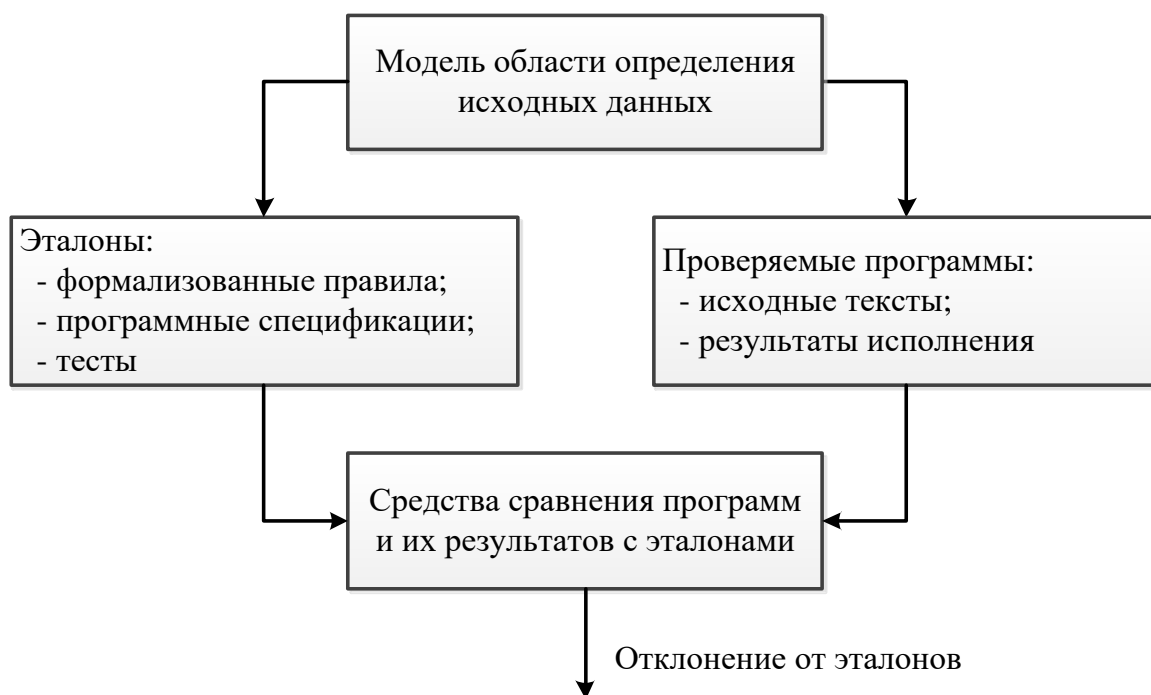 Модель области определения
исходных данных
Эталоны:
- формализованные правила;
- программные спецификации;
- тесты
Проверяемые программы:
- исходные тексты;
- результаты исполнения
Средства сравнения программ
и их результатов с эталонами
Отклонение от эталонов